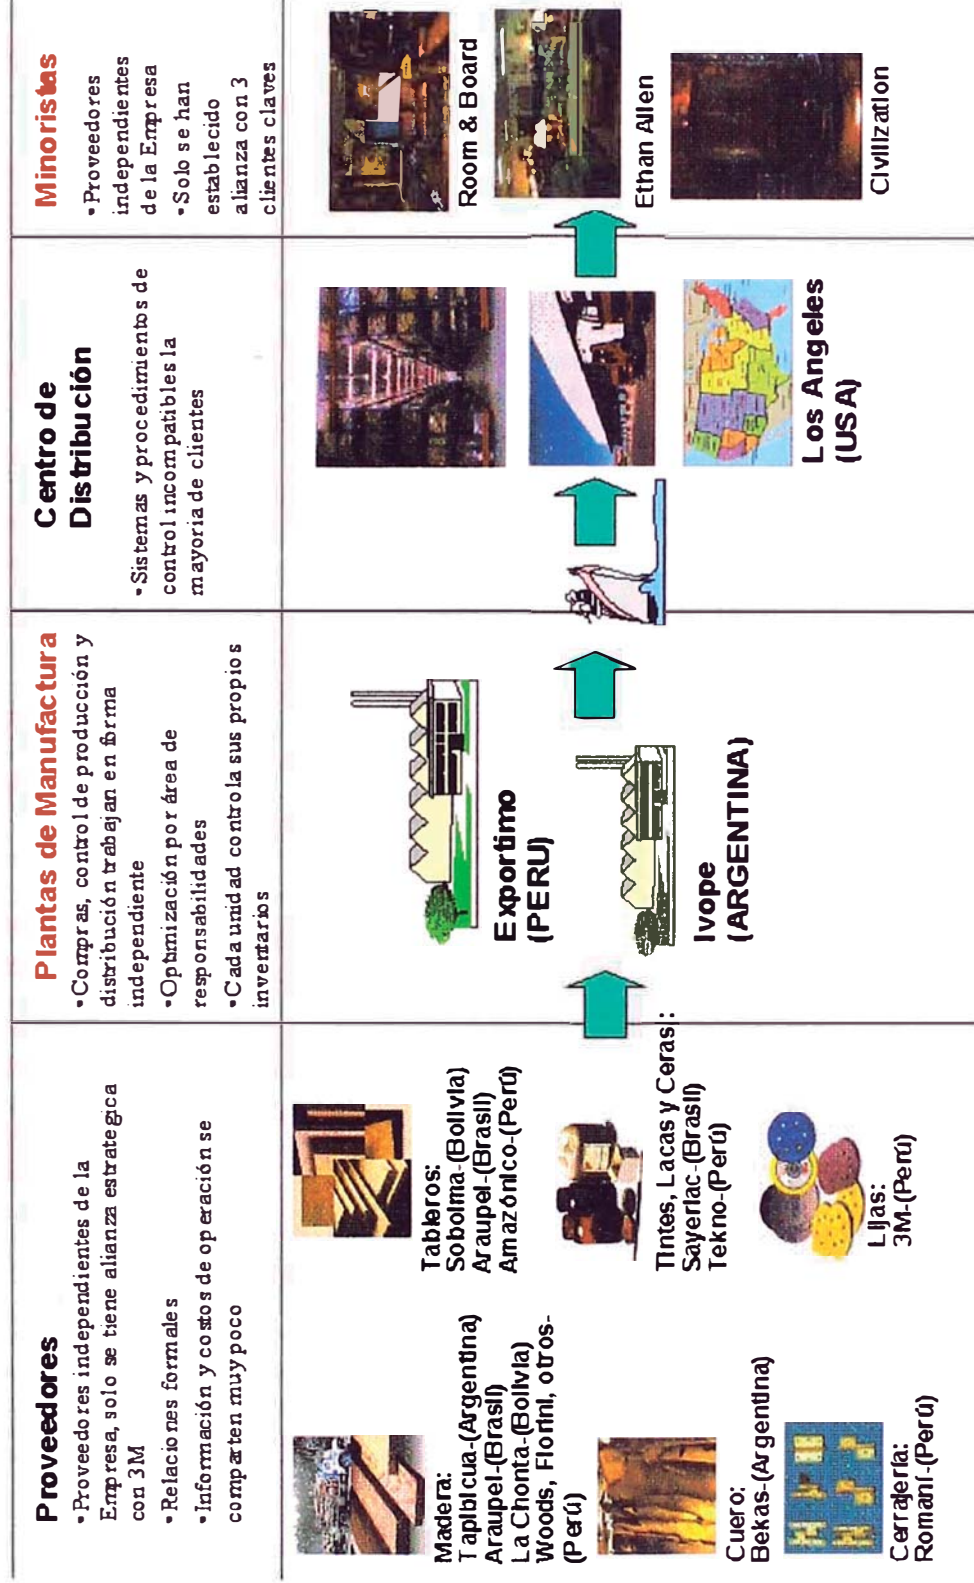 Proveedores
•Proveedores independientes de la
Empresa, solo se tiene alianza estrategica
con 3M
•Relaciones formales
•Información y costos de operación se
comparten muy poco
Plantas de Manufactura
•Compras, control de producción y
distribución trabajan en forma
independiente
•Optimización por área de
responsabilidades
•Cada unidad controla sus propios
inventarios
Centro de
Distribución
•Sistemas y procedimientos de
control incompatibles la
mayoria de clientes
Minoristas
•Proveedores
independientes
de la Empresa
•Solo se han
establecido
alianza con 3
clientes claves
Madera:
Tapibicua-(Argentina)
Araupel-(Brasil)
La Chonta-(Bolivia)
Woods, Fiorini, otros-
(Perú)
Cuero:
Bekas-(Argentina)
Cerrajería:
Romaní-(Perú)
Tableros:
Sobolma-(Bolivia)
Araupel-(Brasil)
Amazónico-(Perú)
Tintes, Lacas y Ceras:
Sayerlac-(Brasil)
Tekno-(Perú)
Lijas:
3M-(Perú)
Exportimo
(PERU)
Ivope
(ARGENTINA)
Los Angeles
(USA)
Room & Board
Ethan Allen
Civilization